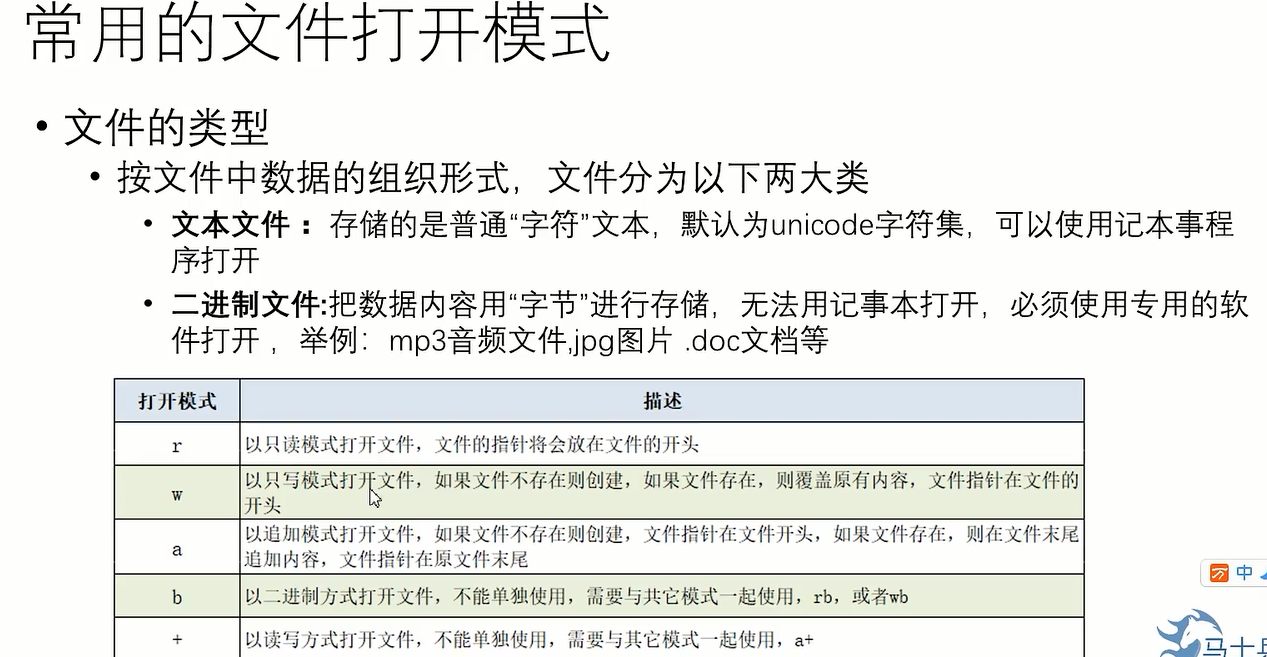 常用的文件打开模式
• 文件的类型
• 按文件中数据的组织形式，文件分为以下两大类
• 文本文件 ：存储的是普通“字符”文本，默认为unicode字符集，可以使用记本事程
序打开
• 二进制文件:把数据内容用“字节”进行存储，无法用记事本打开，必须使用专用的软
件打开 ，举例：mp3音频文件,jpg图片 .doc文档等
打开模式 描述
r 以只读模式打开文件，文件的指针将会放在文件的开头
w 以只写模式打开文件，如果文件不存在则创建，如果文件存在，则覆盖原有内容，文件指针在文件的
开头
a 以追加模式打开文件，如果文件不存在则创建，文件指针在文件开头，如果文件存在，则在文件末尾
追加内容，文件指针在原文件末尾
b 以二进制方式打开文件，不能单独使用，需要与共它模式一起使用，rb，或者wb
+ 以读写方式打开文件，不能单独使用，需要与其它模式一起使用，a+
中
马士